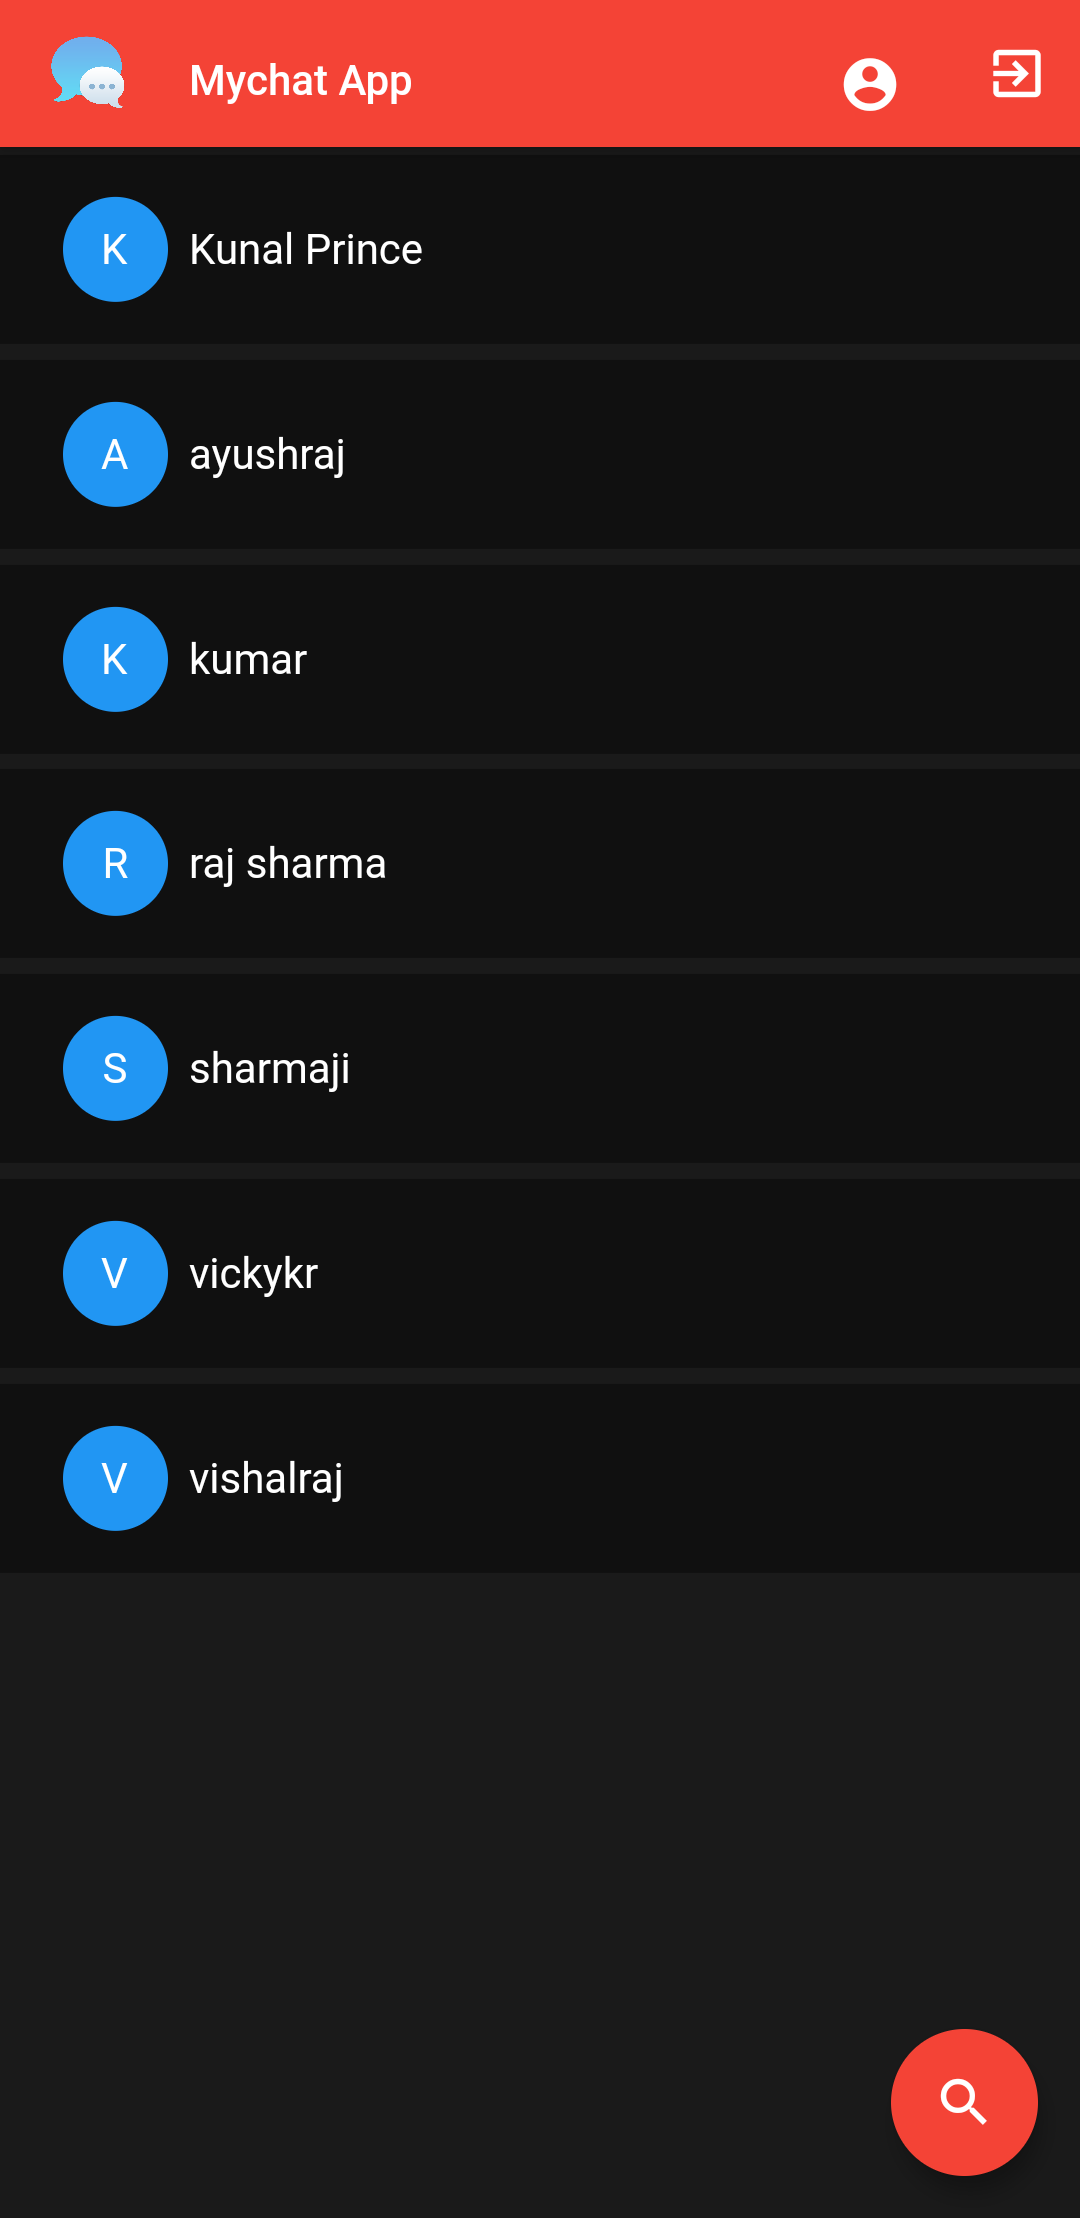 Mychat App
K Kunal Prince
A ayushraj
K kumar
R raj sharma
S sharmaji
V vickykr
V vishalraj